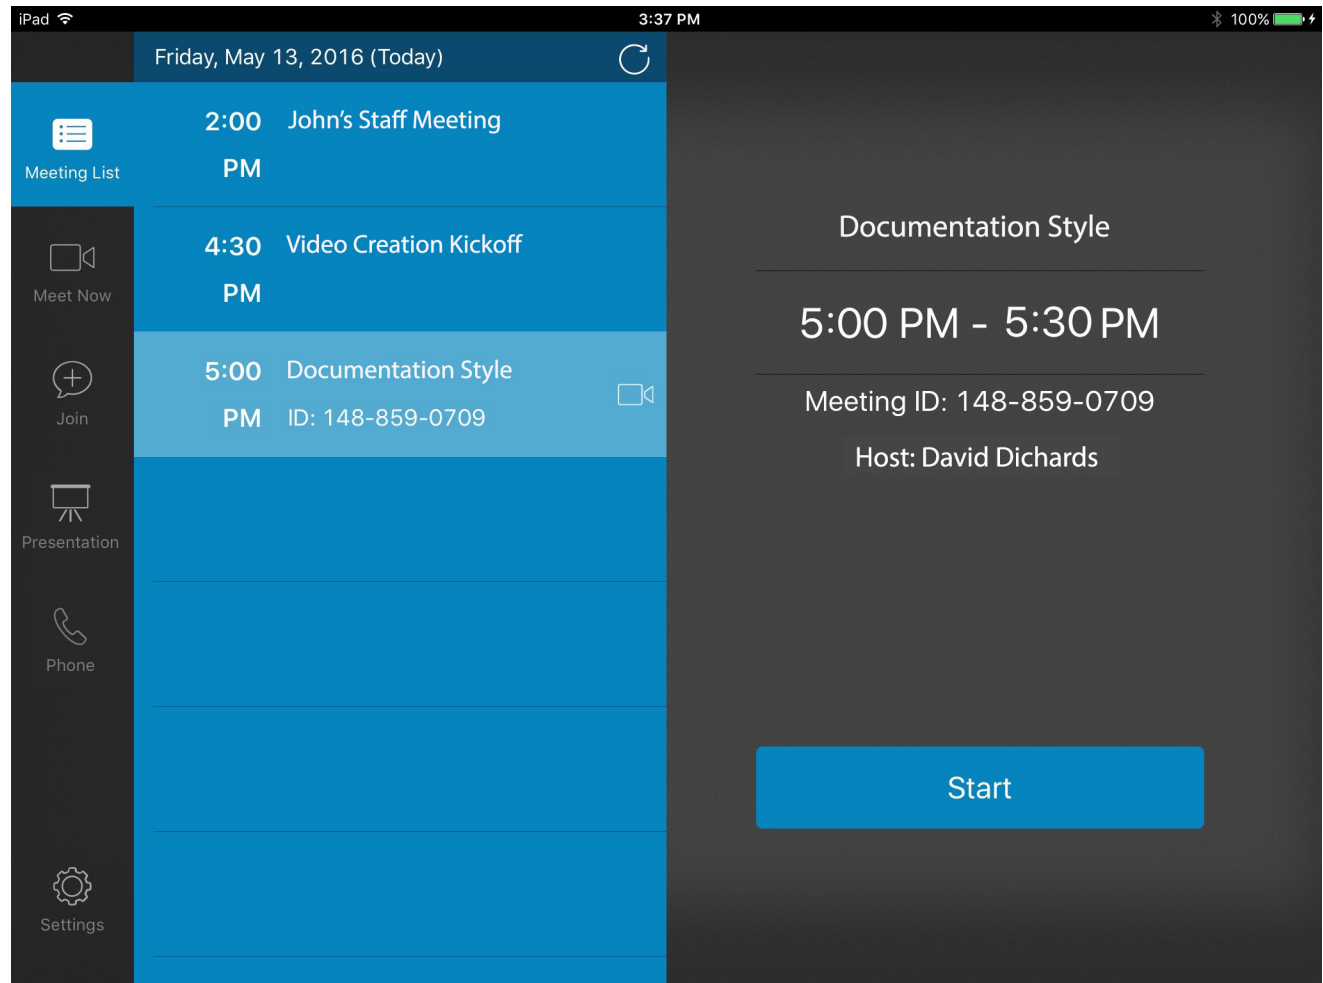 iPad 3:37 PM 100%
Friday, May 13, 2016 (Today)
Meeting List
Meet Now
Join
Presentation
Phone
Settings
2:00 PM John's Staff Meeting
4:30 PM Video Creation Kickoff
5:00 PM Documentation Style
ID: 148-859-0709
Documentation Style
5:00 PM - 5:30 PM
Meeting ID: 148-859-0709
Host: David Dichards
Start